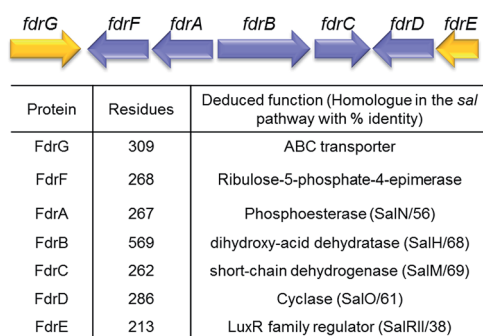 fdrG fdrF fdrA fdrB fdrC fdrD fdrE
Protein Residues Deduced function (Homologue in the sal
pathway with % identity)
FdrG 309 ABC transporter
FdrF 268 Ribulose-5-phosphate-4-epimerase
FdrA 267 Phosphoesterase (SalN/56)
FdrB 569 dihydroxy-acid dehydratase (SalH/68)
FdrC 262 short-chain dehydrogenase (SalM/69)
FdrD 286 Cyclase (SalO/61)
FdrE 213 LuxR family regulator (SalRII/38)